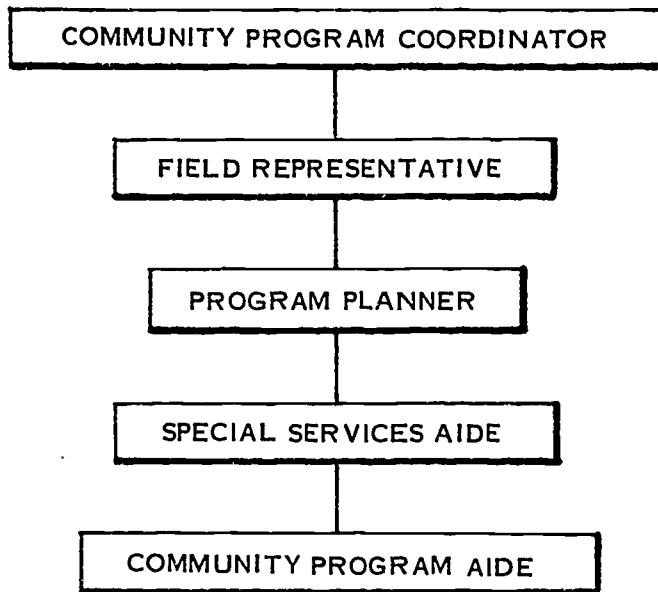 COMMUNITY PROGRAM COORDINATOR
FIELD REPRESENTATIVE
PROGRAM PLANNER
SPECIAL SERVICES AIDE
COMMUNITY PROGRAM AIDE